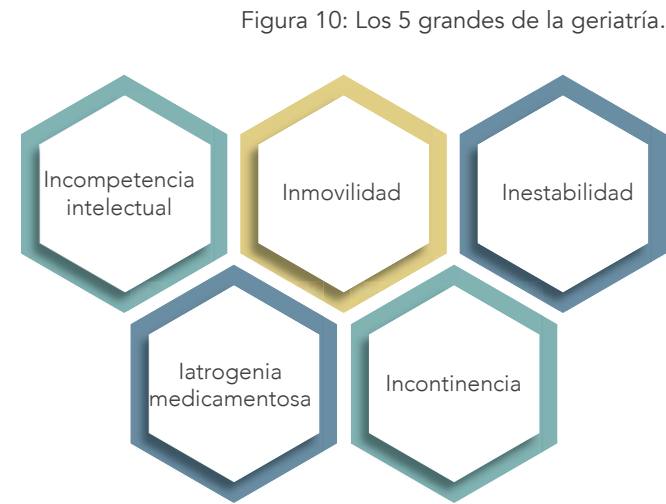 Figura 10: Los 5 grandes de la geriatría.
Incompetencia
intelectual
Inmovilidad
Inestabilidad
Iatrogenia
medicamentosa
Incontinencia